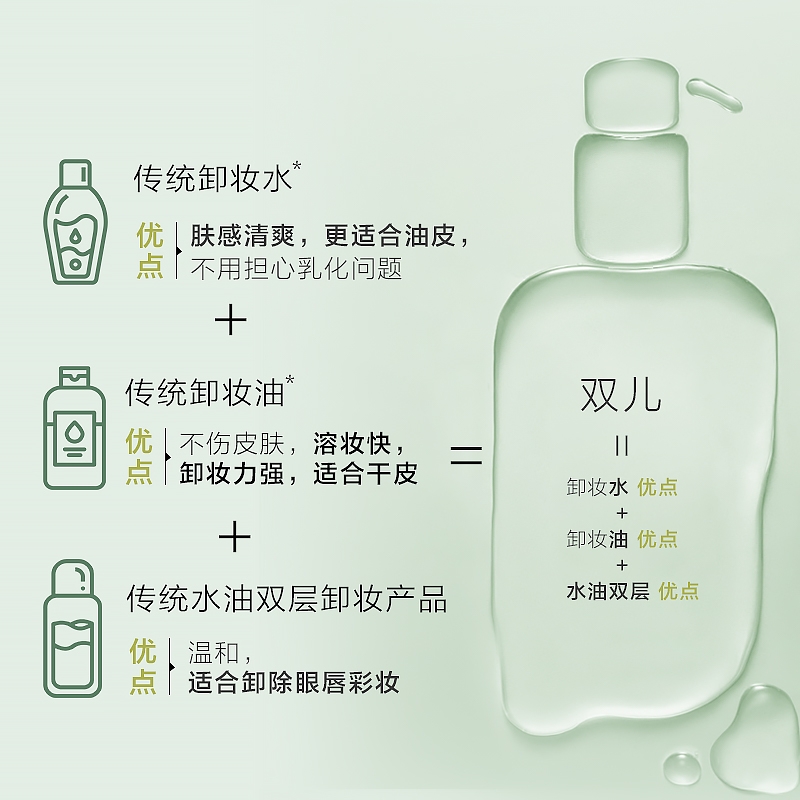 传统卸妆水*
优点
肤感清爽，更适合油皮，
不用担心乳化问题
+
传统卸妆油*
优点
不伤皮肤，溶妆快，
卸妆力强，适合干皮
+
传统水油双层卸妆产品
优点
温和，
适合卸除眼唇彩妆
=
双儿
=
卸妆水 优点
+
卸妆油 优点
+
水油双层 优点